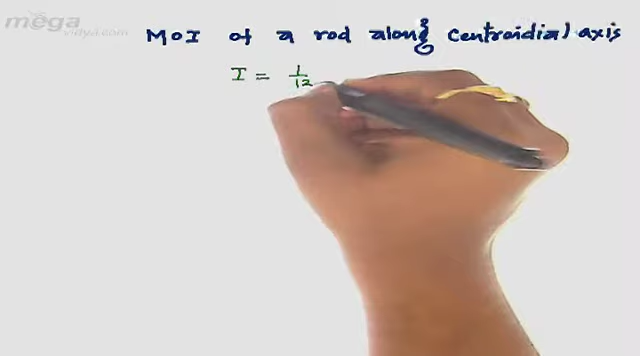 mega
vidya.com
MOI of a rod along centroidial axis
I = 1/12